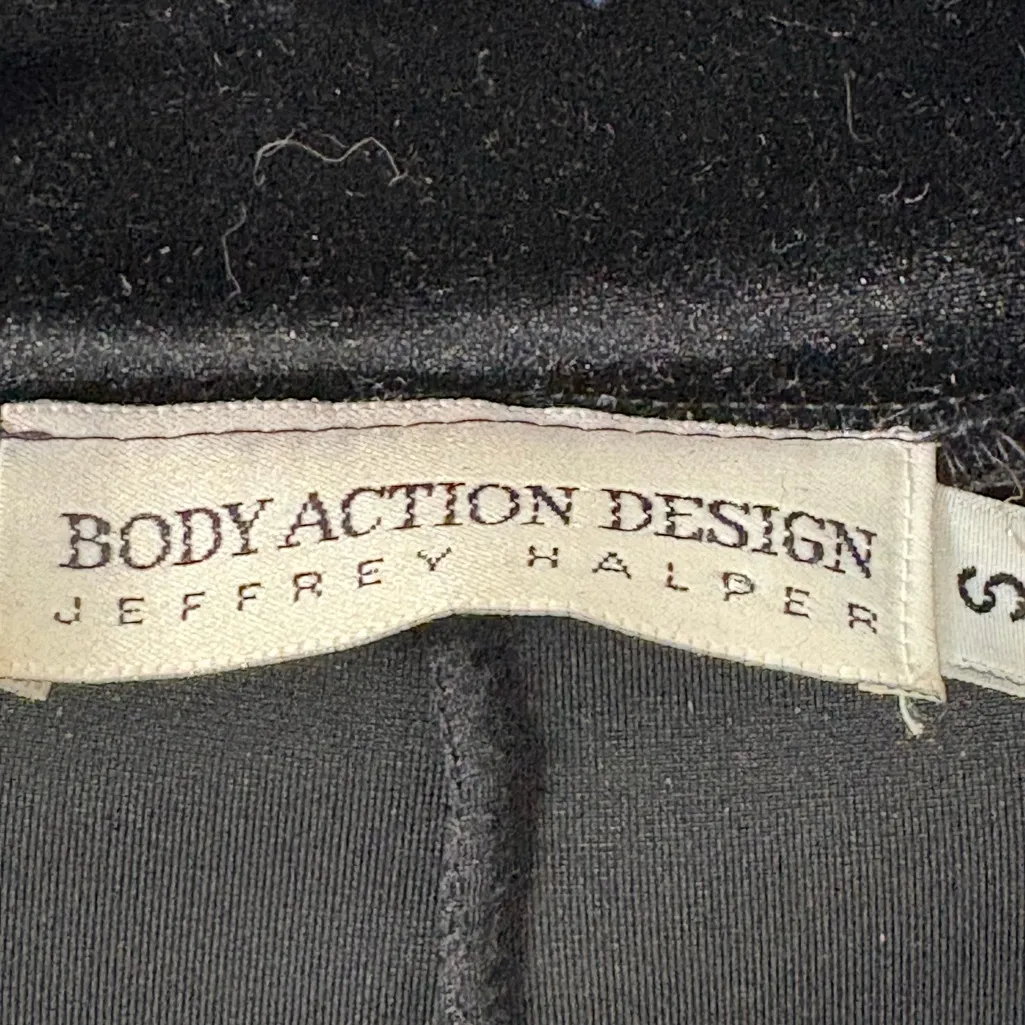 BODY ACTION DESIGN
JEFFREY HALPER
S